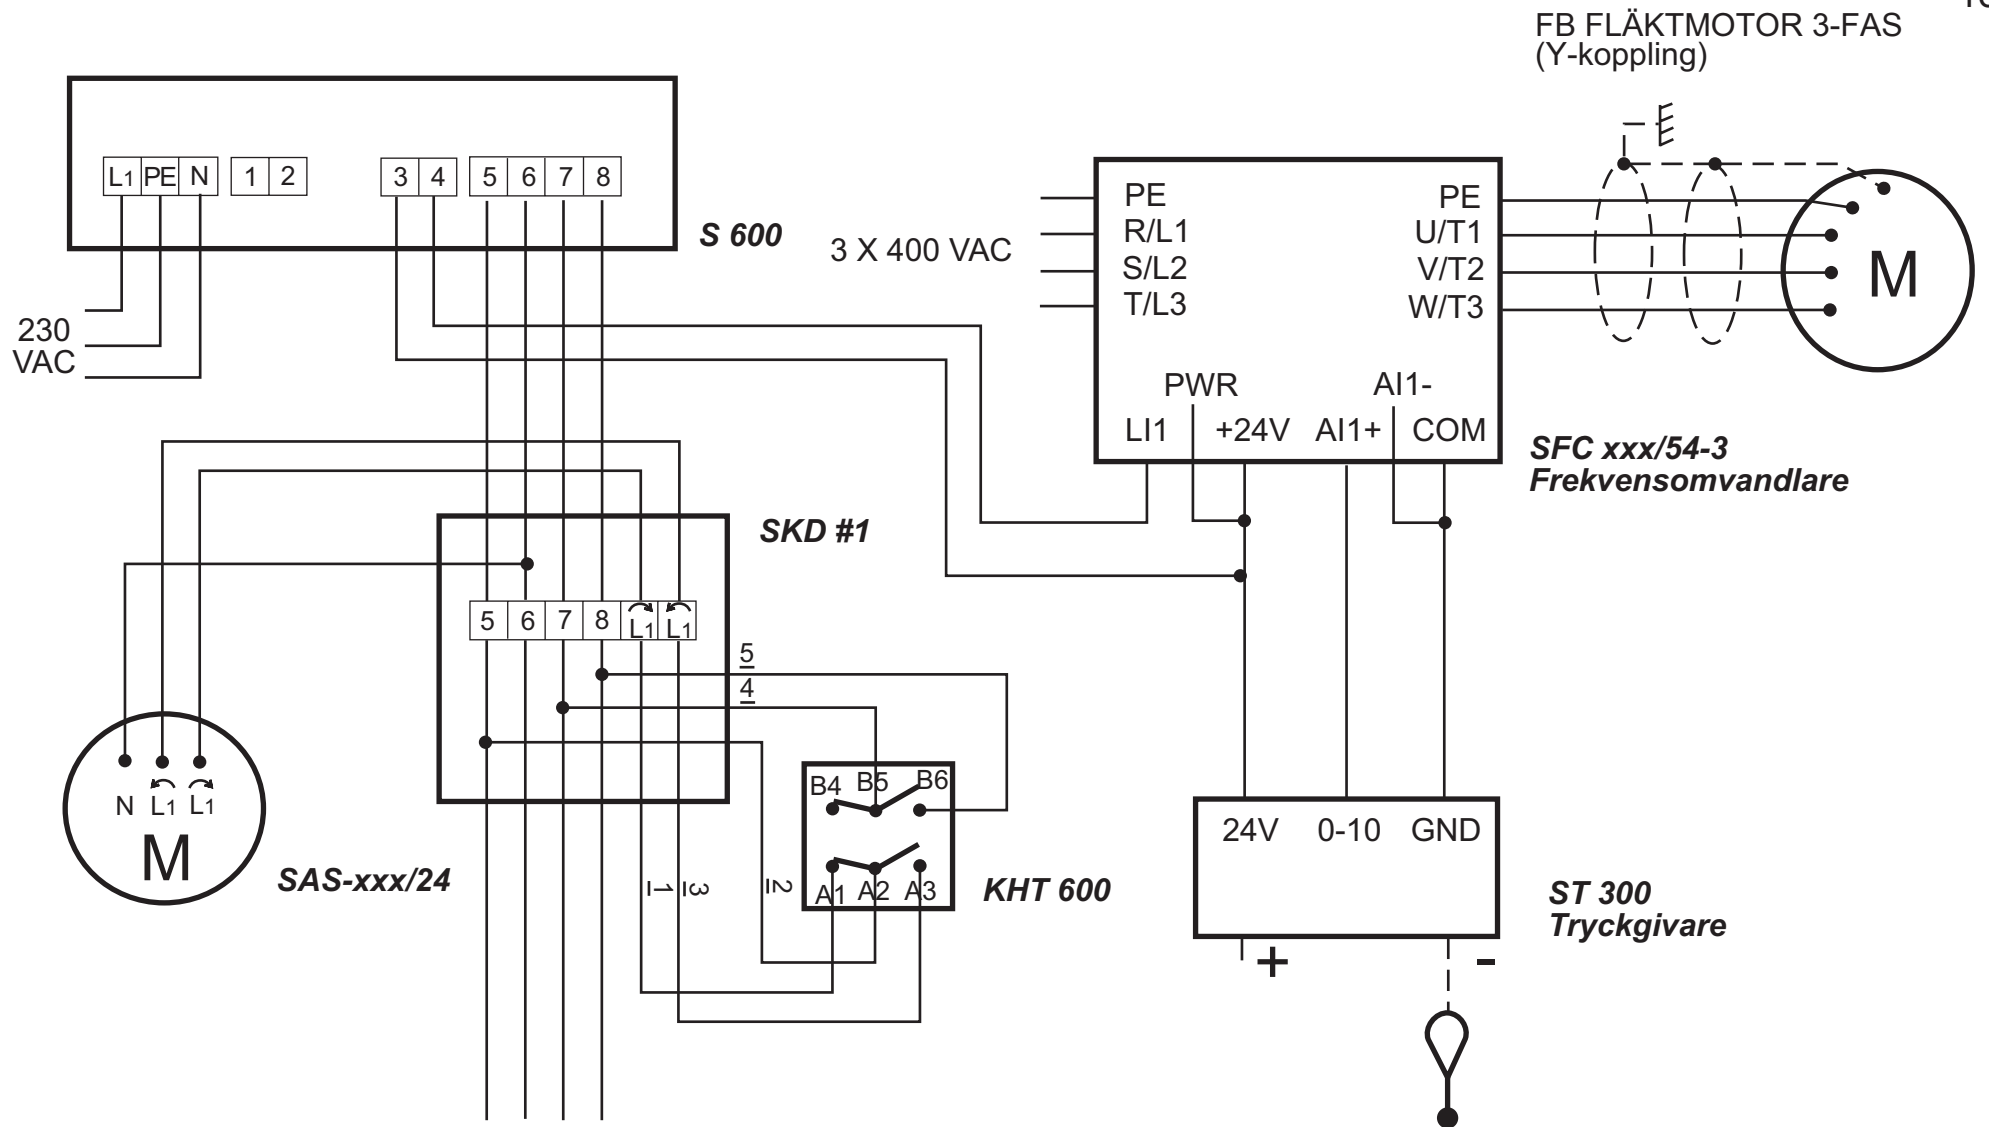 FB FLÄKTMOTOR 3-FAS
(Y-koppling)
L1 PE N 1 2 3 4 5 6 7 8
S 600
230
VAC
3 X 400 VAC
PE
R/L1
S/L2
T/L3
PE
U/T1
V/T2
W/T3
M
PWR
AI1-
LI1 +24V AI1+ COM
SFC xxx/54-3
Frekvensomvandlare
SKD #1
5 6 7 8 L1 L1
5
4
N L1 L1
M
SAS-xxx/24
1 3 2
B4 B5 B6
A1 A2 A3
KHT 600
24V 0-10 GND
ST 300
Tryckgivare
+ -